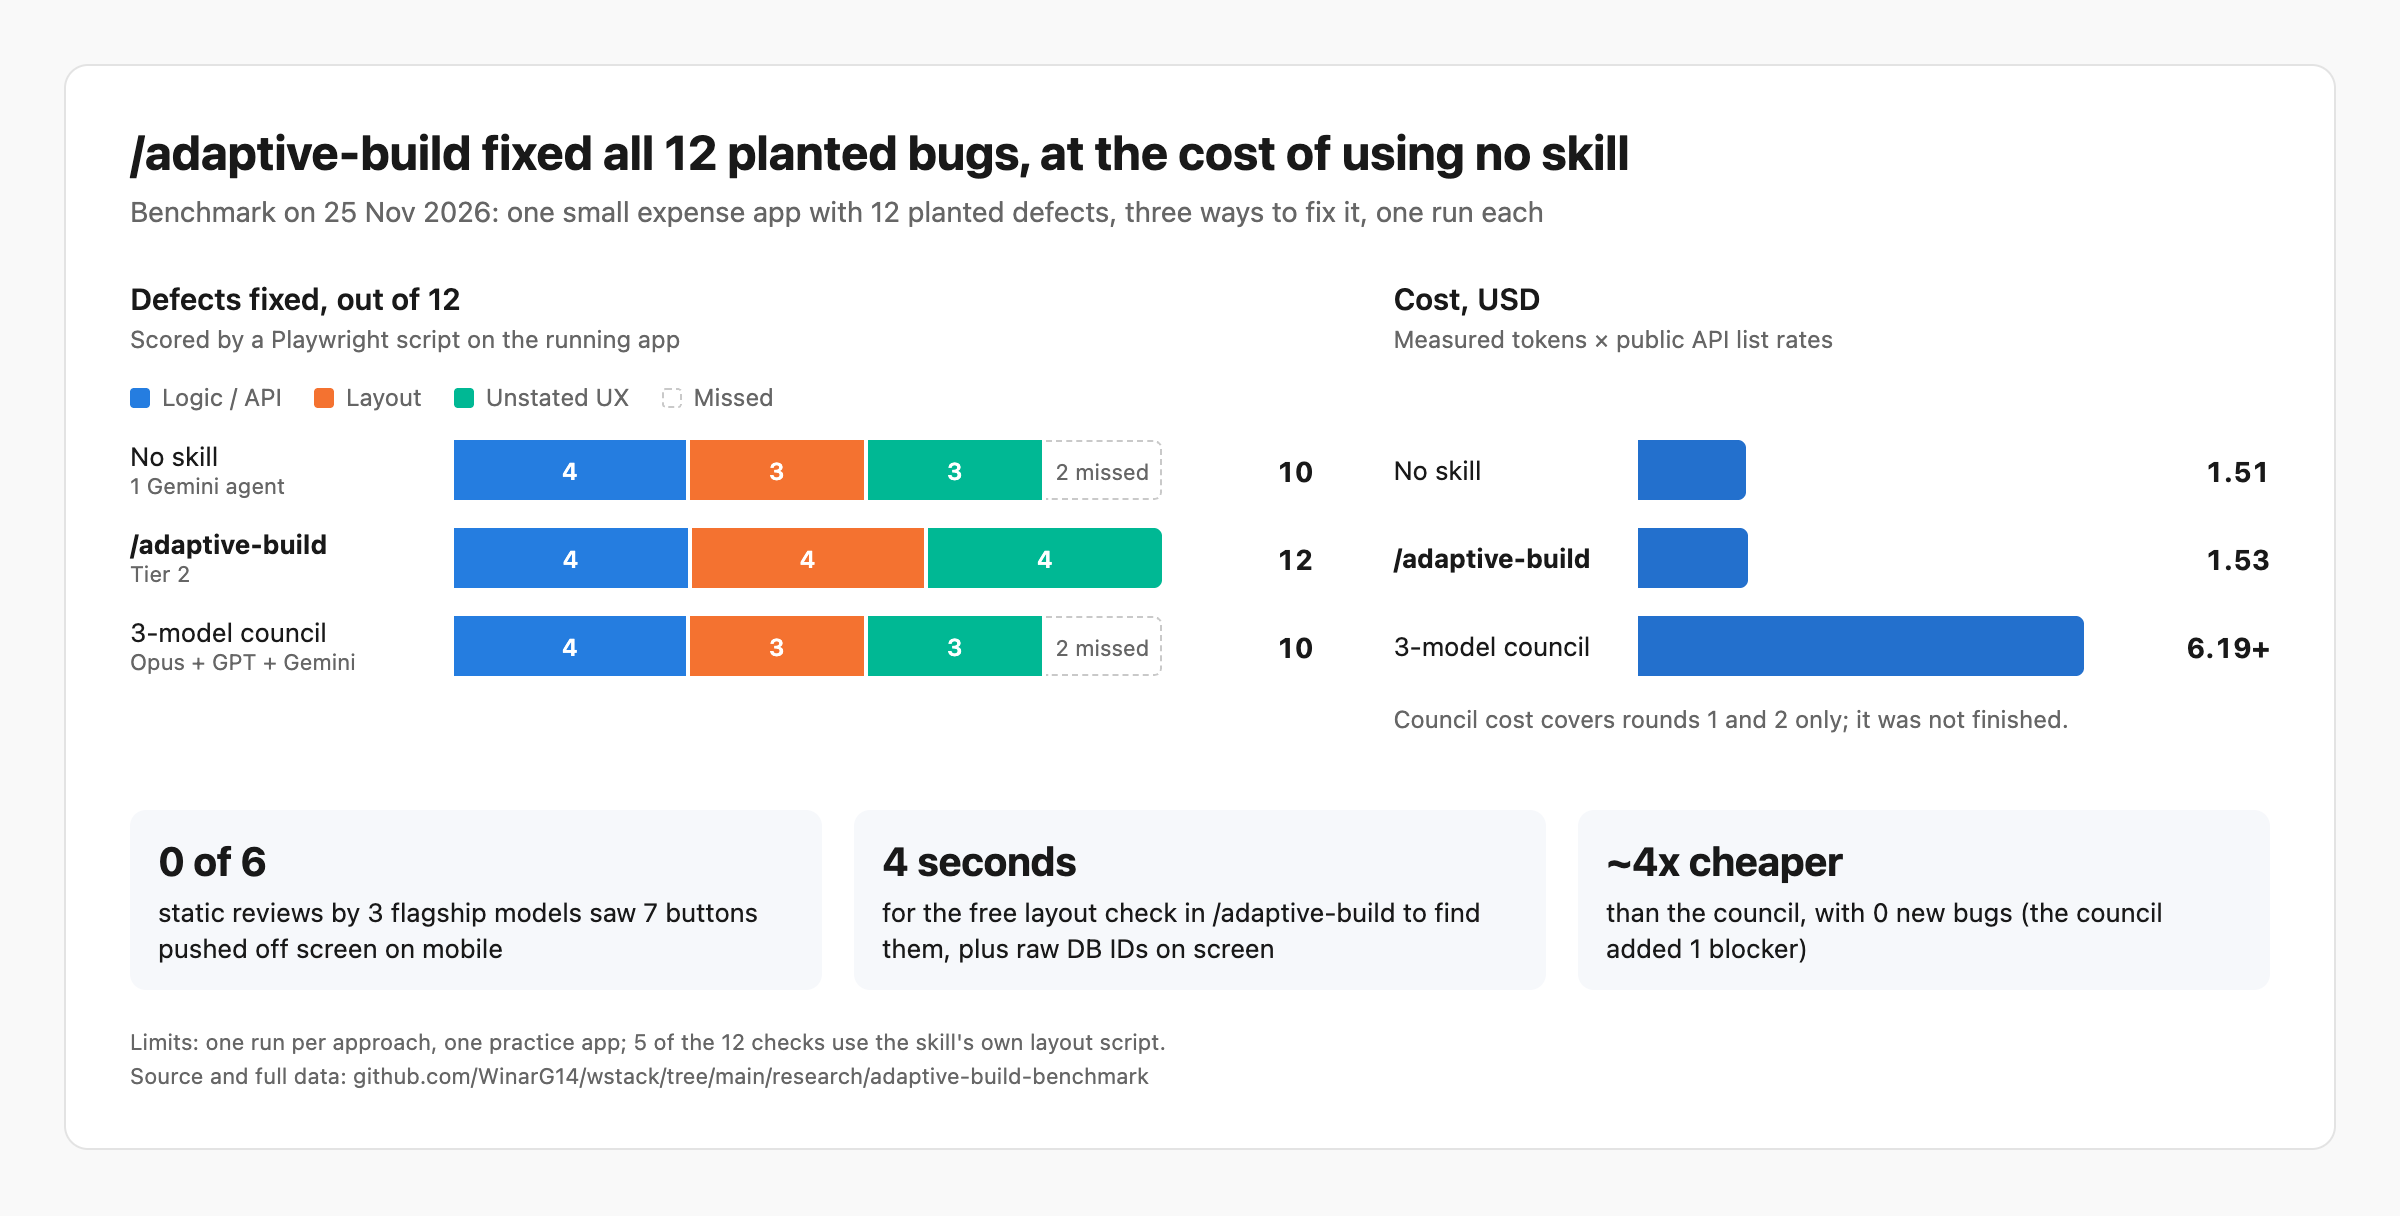 /adaptive-build fixed all 12 planted bugs, at the cost of using no skill
Benchmark on 25 Nov 2026: one small expense app with 12 planted defects, three ways to fix it, one run each
Defects fixed, out of 12
Scored by a Playwright script on the running app
Logic / API Layout Unstated UX Missed
No skill
1 Gemini agent
4 3 3 2 missed 10
/adaptive-build
Tier 2
4 4 4 12
3-model council
Opus + GPT + Gemini
4 3 3 2 missed 10
Cost, USD
Measured tokens × public API list rates
No skill 1.51
/adaptive-build 1.53
3-model council 6.19+
Council cost covers rounds 1 and 2 only; it was not finished.
0 of 6
static reviews by 3 flagship models saw 7 buttons
pushed off screen on mobile
4 seconds
for the free layout check in /adaptive-build to find
them, plus raw DB IDs on screen
~4x cheaper
than the council, with 0 new bugs (the council
added 1 blocker)
Limits: one run per approach, one practice app; 5 of the 12 checks use the skill's own layout script.
Source and full data: github.com/WinarG14/wstack/tree/main/research/adaptive-build-benchmark